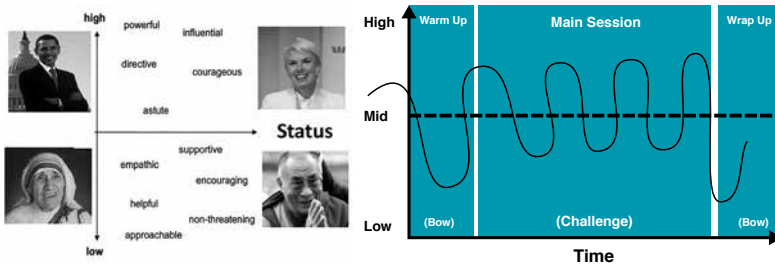 high
powerful
influential
directive
courageous
astute
Status
supportive
empathic
encouraging
helpful
non-threatening
approachable
low
High
Warm Up
Main Session
Wrap Up
Mid
Low
(Bow)
(Challenge)
(Bow)
Time